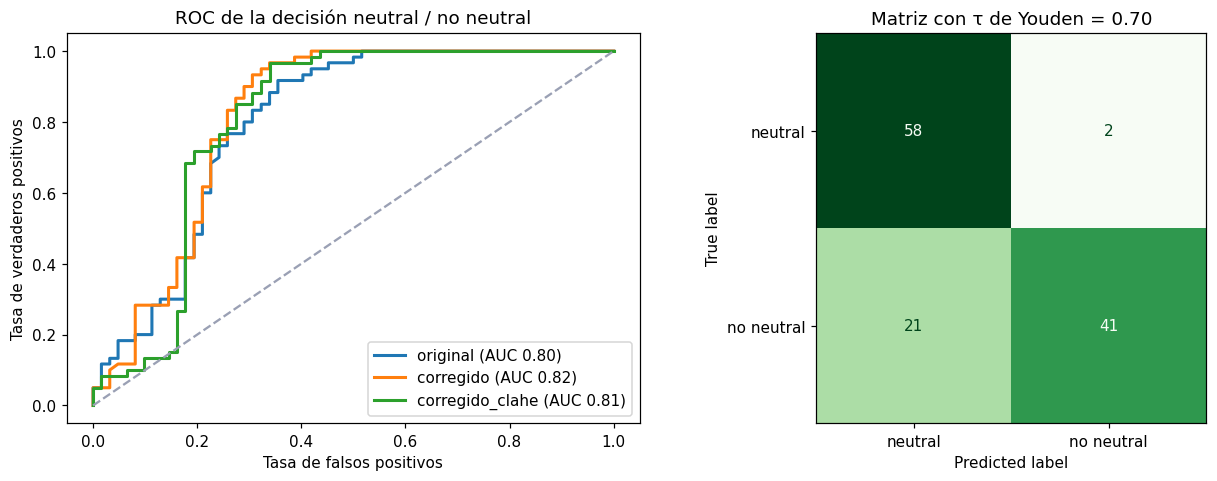 ROC de la decisión neutral / no neutral
Tasa de verdaderos positivos
1.0
0.8
0.6
0.4
0.2
0.0
0.0 0.2 0.4 0.6 0.8 1.0
Tasa de falsos positivos
original (AUC 0.80)
corregido (AUC 0.82)
corregido_clahe (AUC 0.81)
Matriz con τ de Youden = 0.70
True label
neutral
58 2
no neutral
21 41
neutral no neutral
Predicted label